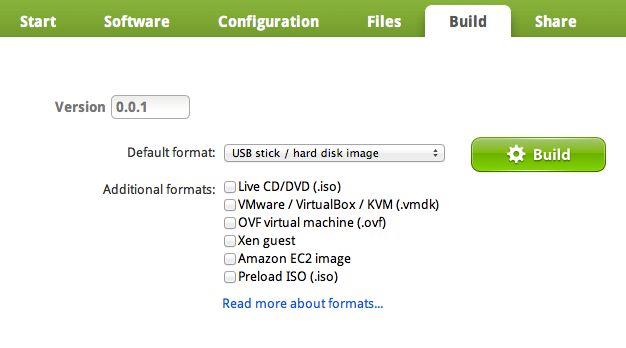 Start Software Configuration Files Build Share
Version 0.0.1
Default format: USB stick / hard disk image Build
Additional formats: Live CD/DVD (.iso)
VMware / VirtualBox / KVM (.vmdk)
OVF virtual machine (.ovf)
Xen guest
Amazon EC2 image
Preload ISO (.iso)
Read more about formats...